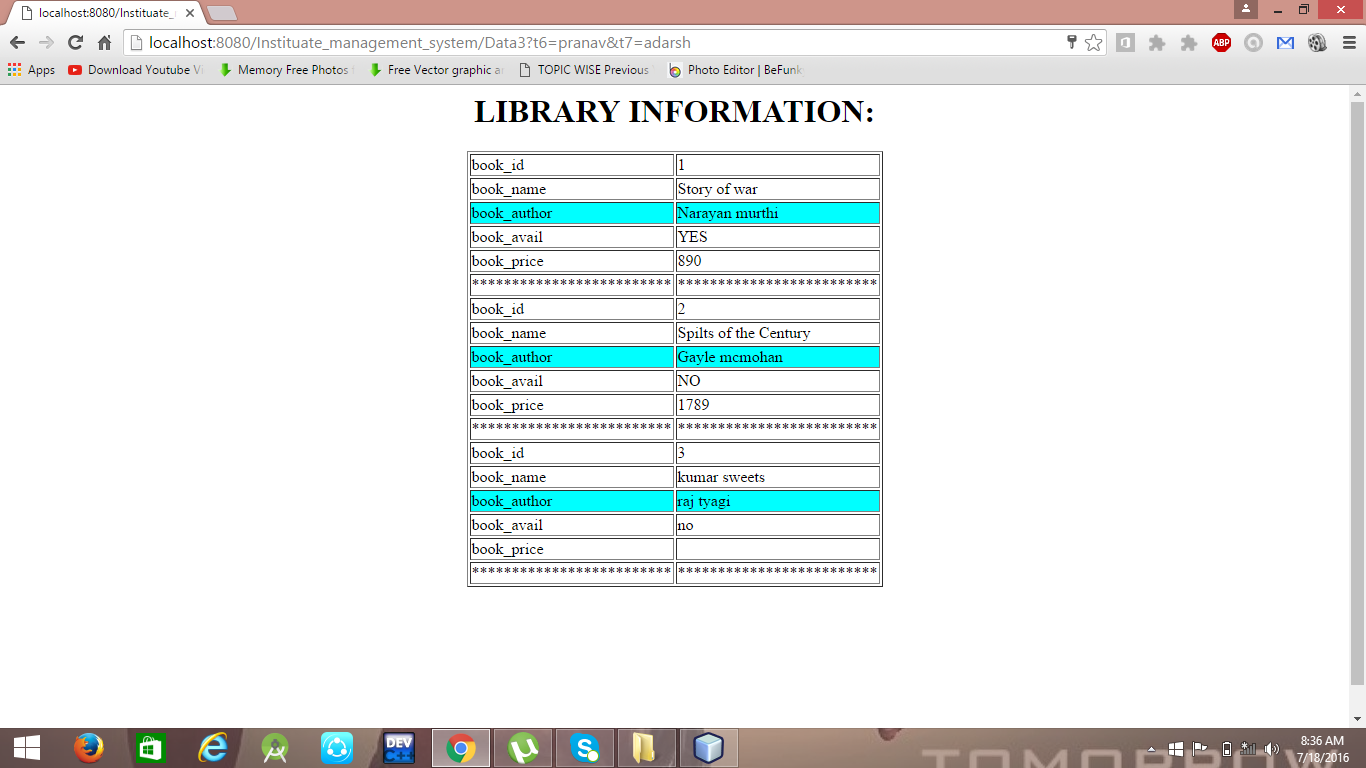 localhost:8080/Instituate_
localhost:8080/Instituate_management_system/Data3?t6=pranav&t7=adarsh
ABP
Apps Download Youtube Vi Memory Free Photos Free Vector graphic TOPIC WISE Previous Photo Editor | BeFunk
LIBRARY INFORMATION:
book_id 1
book_name Story of war
book_author Narayan murthi
book_avail YES
book_price 890
************************* *************************
book_id 2
book_name Spilts of the Century
book_author Gayle mcmohan
book_avail NO
book_price 1789
************************* *************************
book_id 3
book_name kumar sweets
book_author raj tyagi
book_avail no
book_price
************************* *************************
DEV C++
TOMORROW
8:36 AM
7/18/2016